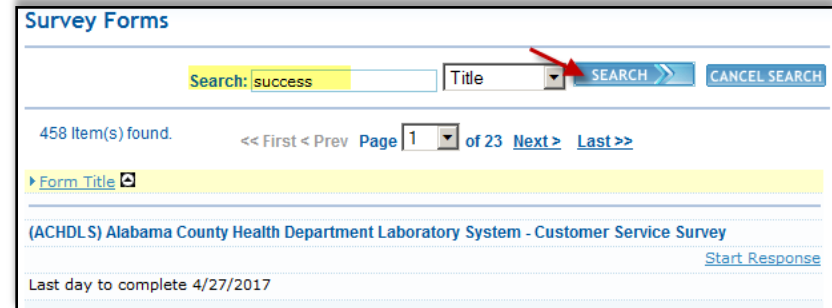 Survey Forms
Search: success Title SEARCH CANCEL SEARCH
458 Item(s) found. << First < Prev Page 1 of 23 Next > Last >>
Form Title
(ACHDLS) Alabama County Health Department Laboratory System - Customer Service Survey
Start Response
Last day to complete 4/27/2017